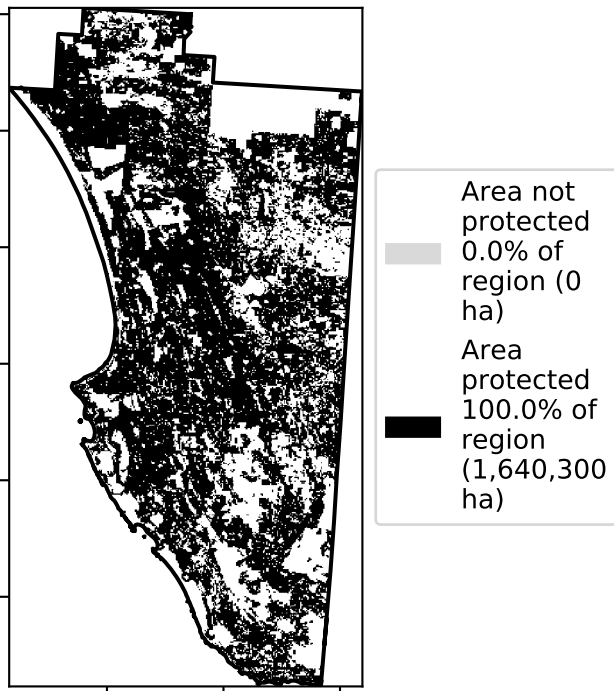 Area not
protected
0.0% of
region (0
ha)
Area
protected
100.0% of
region
(1,640,300
ha)